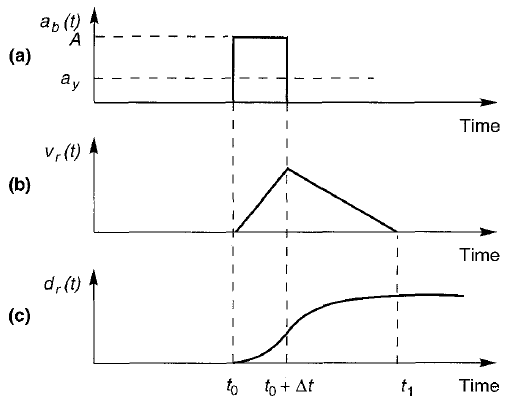 a_b (t)
A
(a)
a_y
Time
v_r (t)
(b)
Time
d_r (t)
(c)
t_0 t_0 + Δt t_1 Time